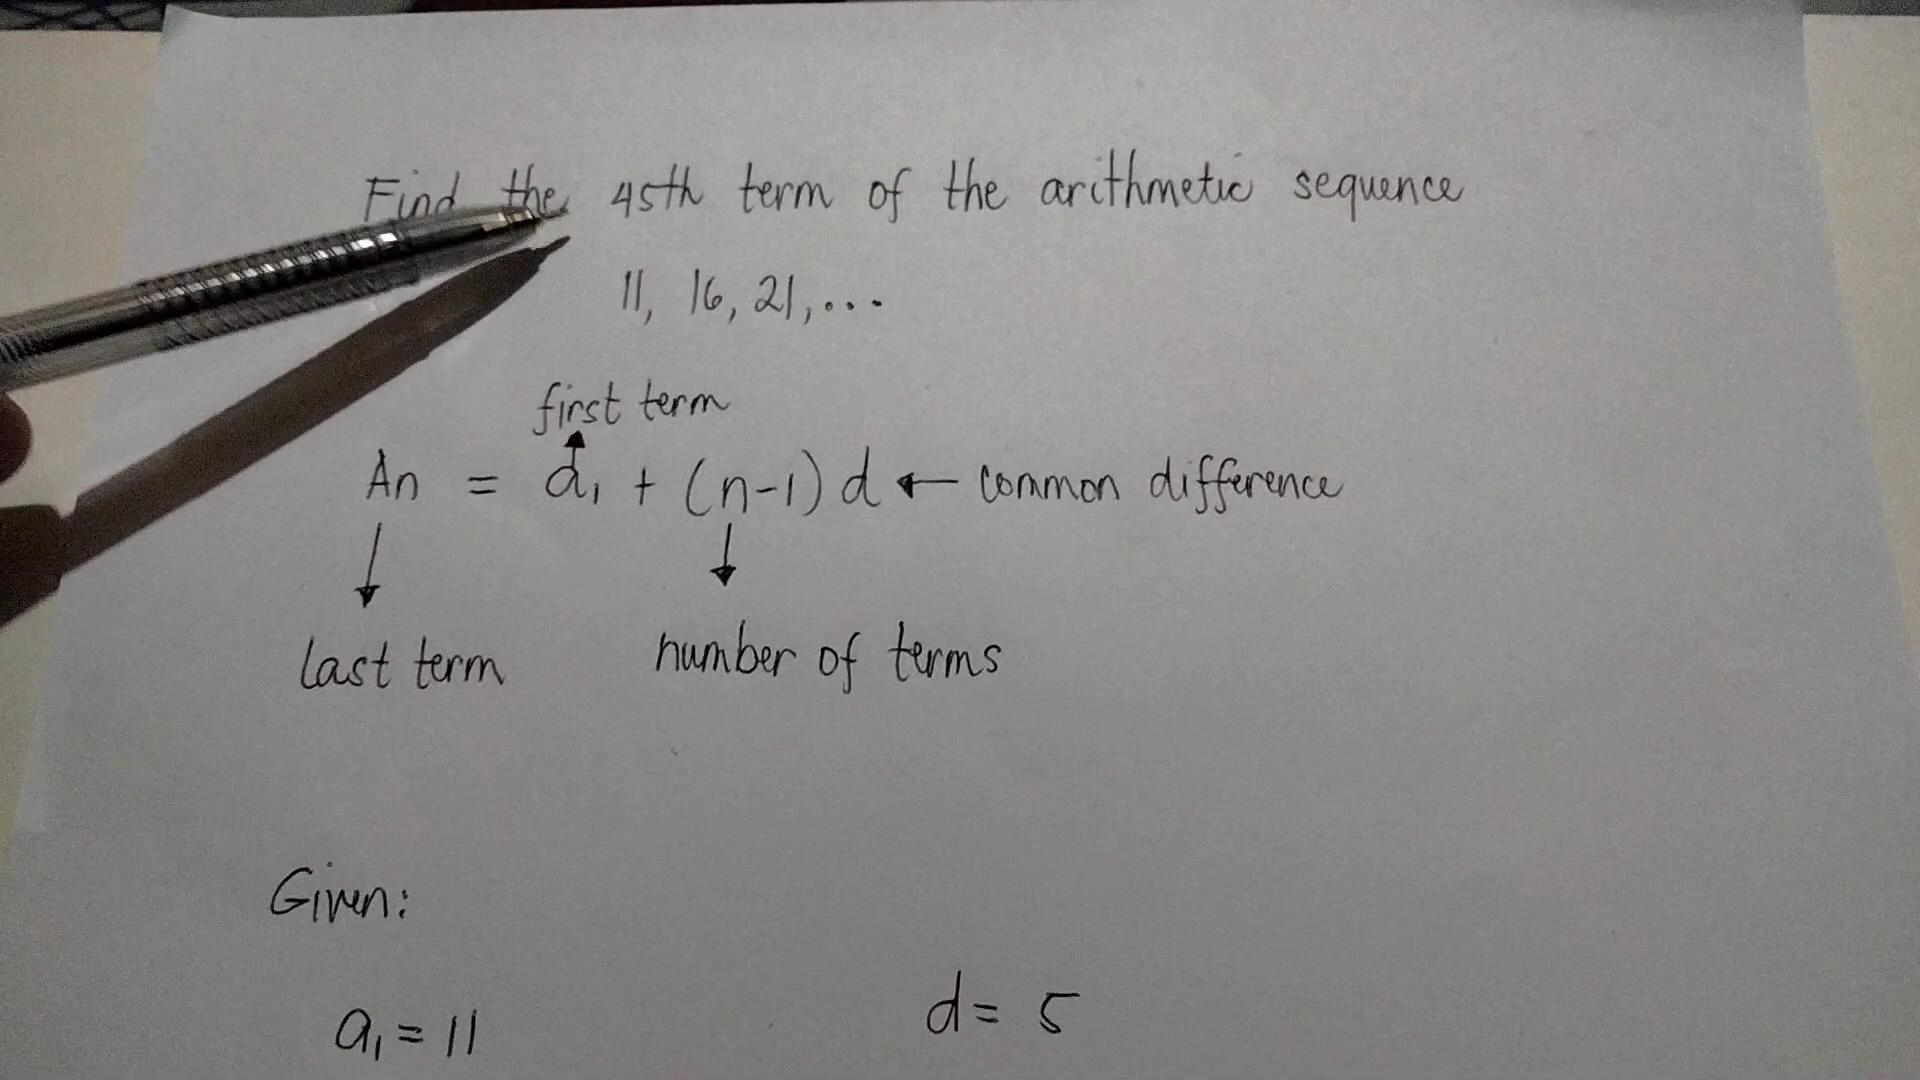 Find the 45th term of the arithmetic sequence
11, 16, 21, ...
first term
An = a₁ + (n-1) d ← common difference
last term number of terms
Given:
a₁ = 11 d = 5